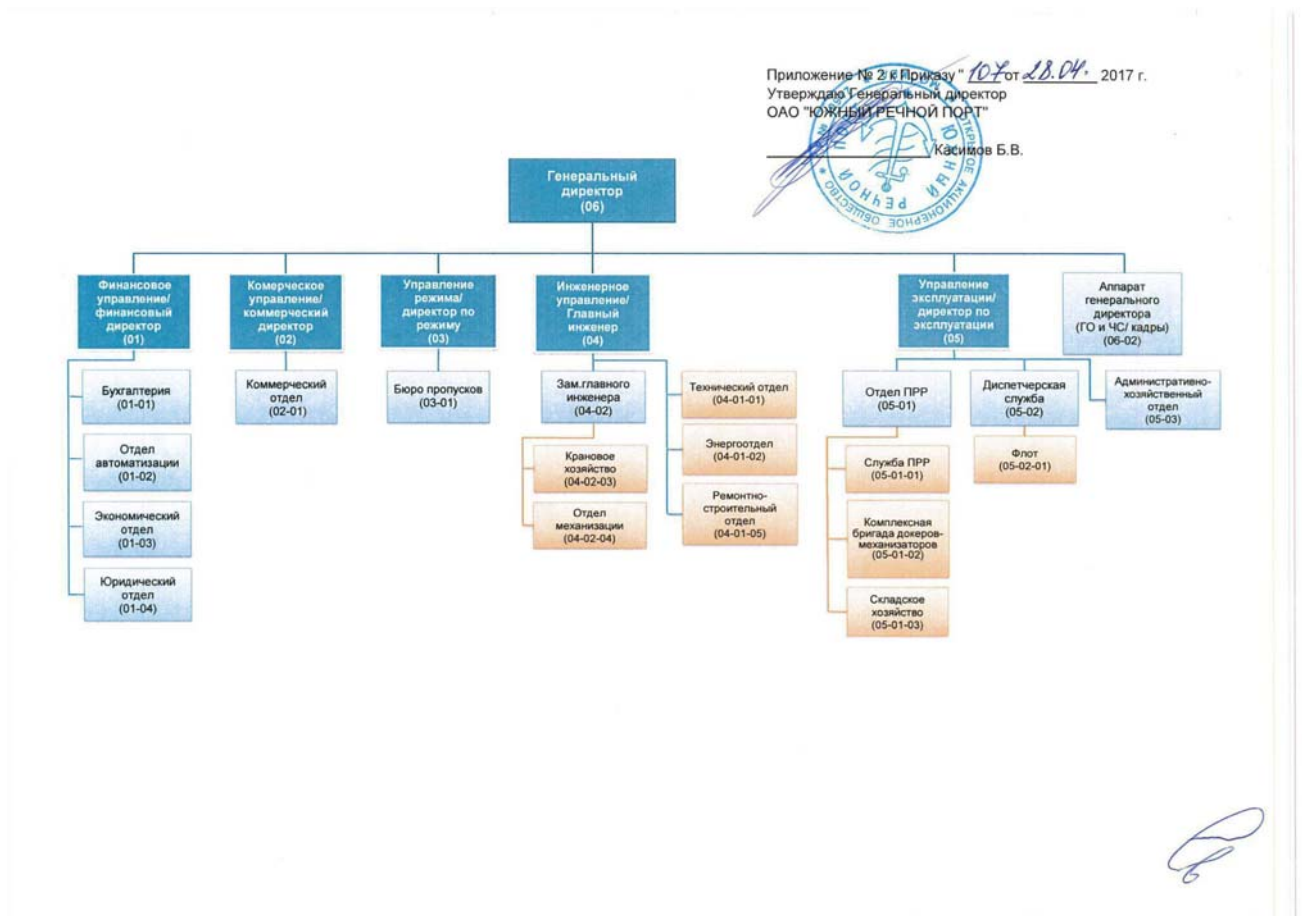 Приложение № 2 к Приказу " 107 от 28.04. 2017 г.
Утверждаю Генеральный директор
ОАО "ЮЖНЫЙ РЕЧНОЙ ПОРТ"
Касимов Б.В.
ОТКРЫТОЕ АКЦИОНЕРНОЕ ОБЩЕСТВО
ЮЖНЫЙ РЕЧНОЙ
Генеральный
директор
(06)
Финансовое
управление/
финансовый
директор
(01)
Комерческое
управление/
коммерческий
директор
(02)
Управление
режима/
директор по
режиму
(03)
Инженерное
управление/
Главный
инженер
(04)
Управление
эксплуатации/
директор по
эксплуатации
(05)
Аппарат
генерального
директора
(ГО и ЧС/ кадры)
(06-02)
Бухгалтерия
(01-01)
Отдел
автоматизации
(01-02)
Экономический
отдел
(01-03)
Юридический
отдел
(01-04)
Коммерческий
отдел
(02-01)
Бюро пропусков
(03-01)
Зам.главного
инженера
(04-02)
Крановое
хозяйство
(04-02-03)
Отдел
механизации
(04-02-04)
Технический отдел
(04-01-01)
Энергоотдел
(04-01-02)
Ремонтно-
строительный
отдел
(04-01-05)
Отдел ПРР
(05-01)
Служба ПРР
(05-01-01)
Комплексная
бригада докеров-
механизаторов
(05-01-02)
Складское
хозяйство
(05-01-03)
Диспетчерская
служба
(05-02)
Флот
(05-02-01)
Административно-
хозяйственный
отдел
(05-03)